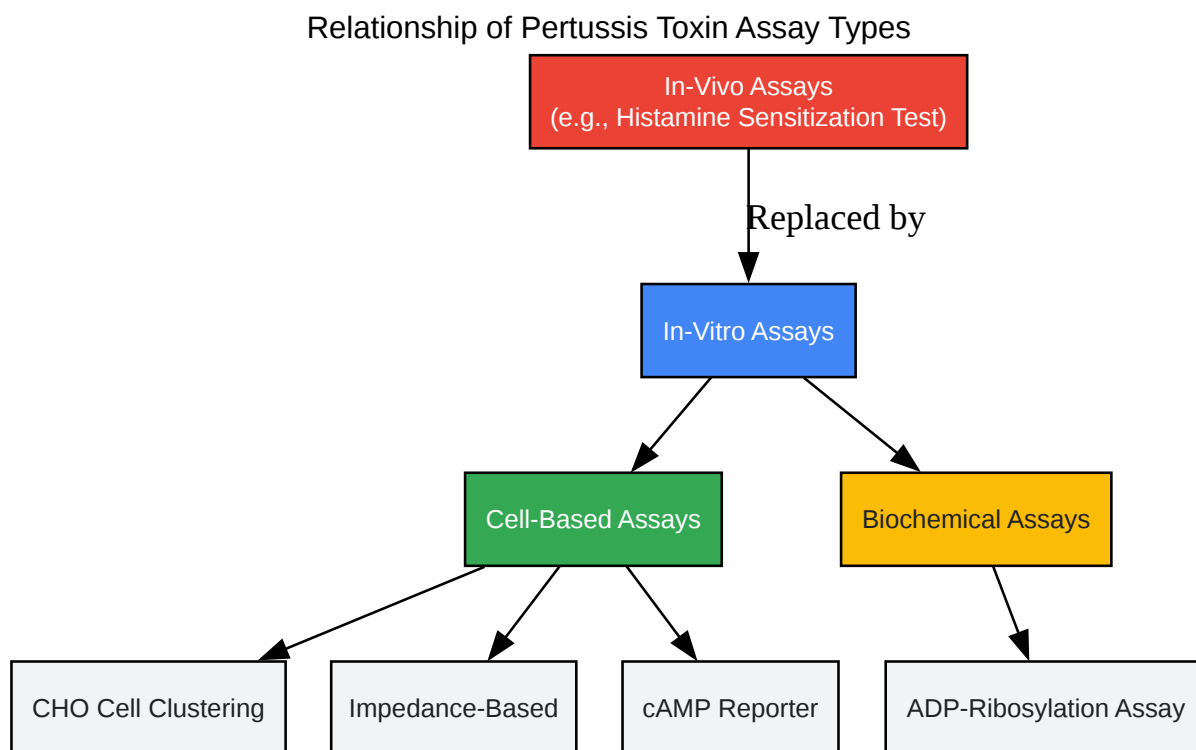 Relationship of Pertussis Toxin Assay Types
In-Vivo Assays
(e.g., Histamine Sensitization Test)
Replaced by
In-Vitro Assays
Cell-Based Assays
Biochemical Assays
CHO Cell Clustering
Impedance-Based
cAMP Reporter
ADP-Ribosylation Assay